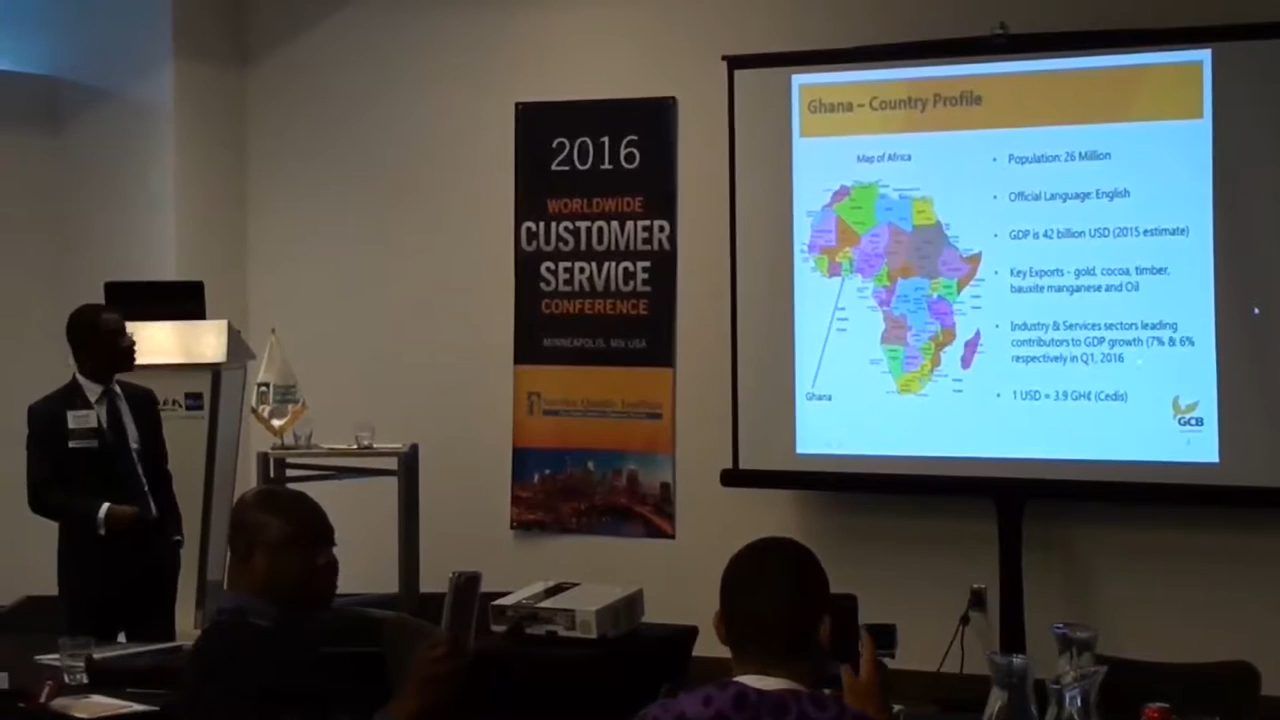 2016
WORLDWIDE
CUSTOMER
SERVICE
CONFERENCE
MINNEAPOLIS, MN USA
Service Quality Institute
Ghana – Country Profile
Map of Africa
Ghana
• Population: 26 Million
• Official Language: English
• GDP is 42 billion USD (2015 estimate)
• Key Exports - gold, cocoa, timber,
bauxite manganese and Oil
• Industry & Services sectors leading
contributors to GDP growth (7% & 6%
respectively in Q1, 2016
• 1 USD = 3.9 GH¢ (Cedis)
GCB